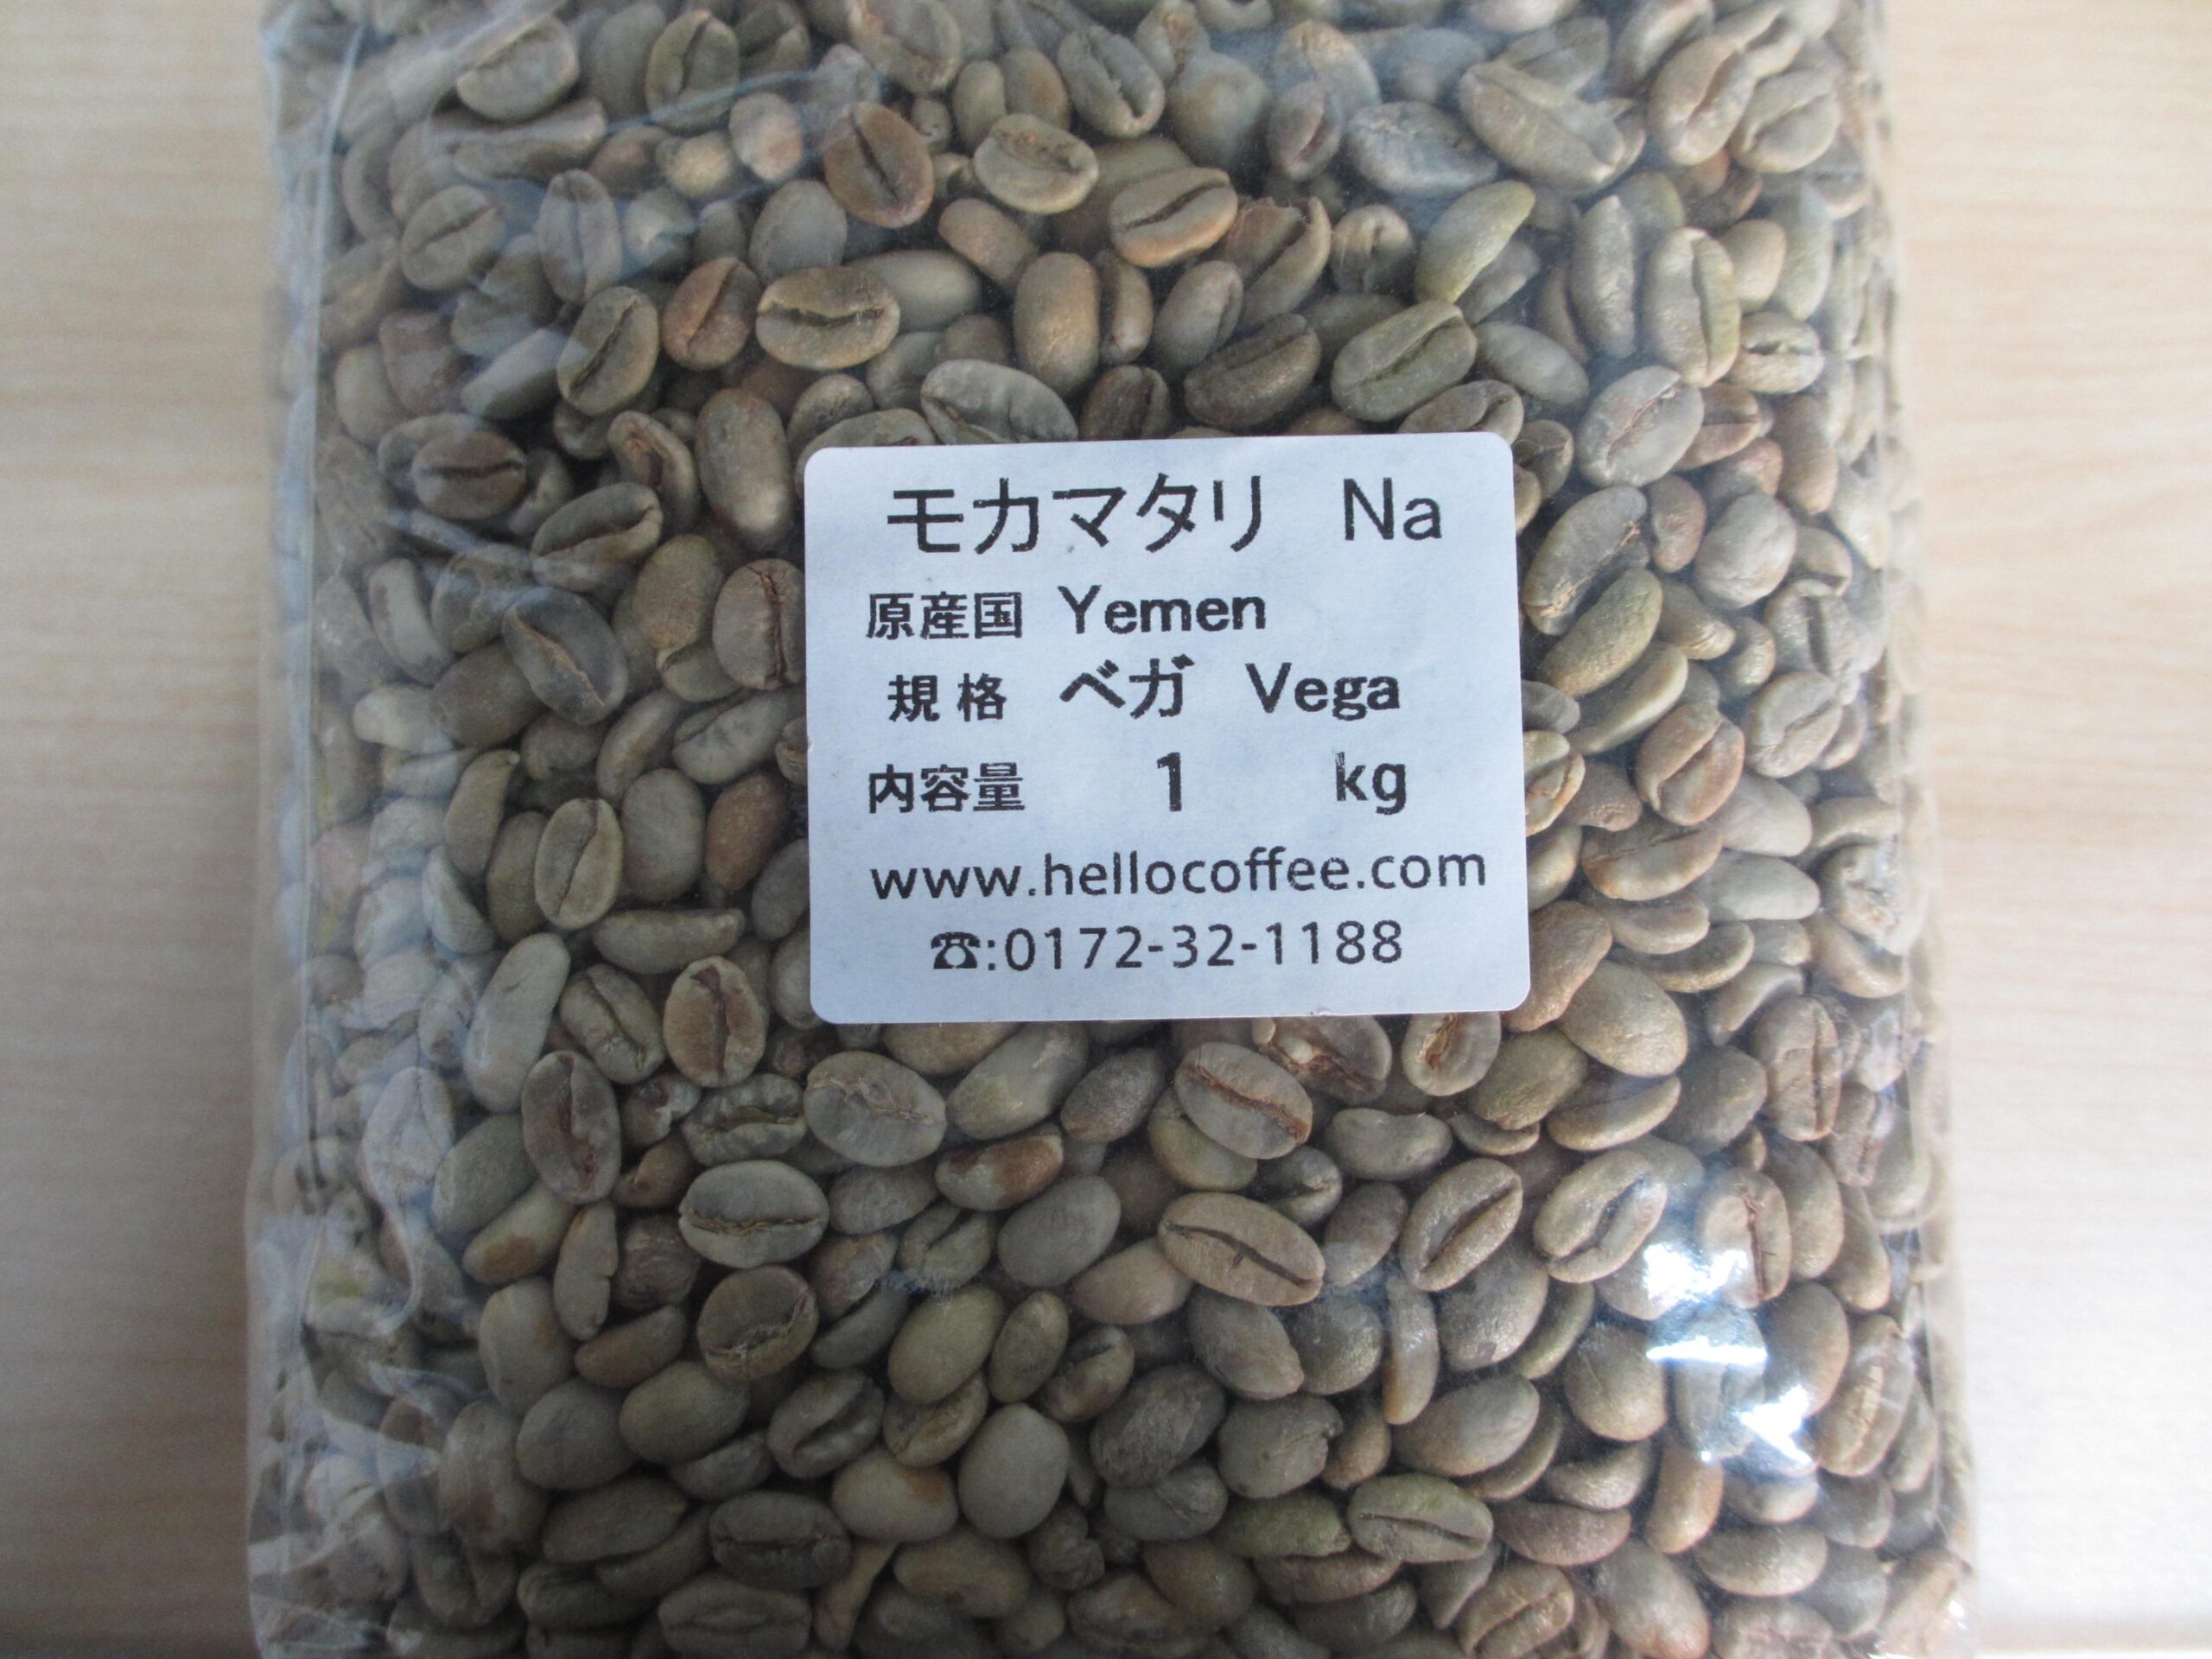 モカマタリ Na
原産国 Yemen
規格 ベガ Vega
内容量 1 kg
www.hellocoffee.com
☎:0172-32-1188